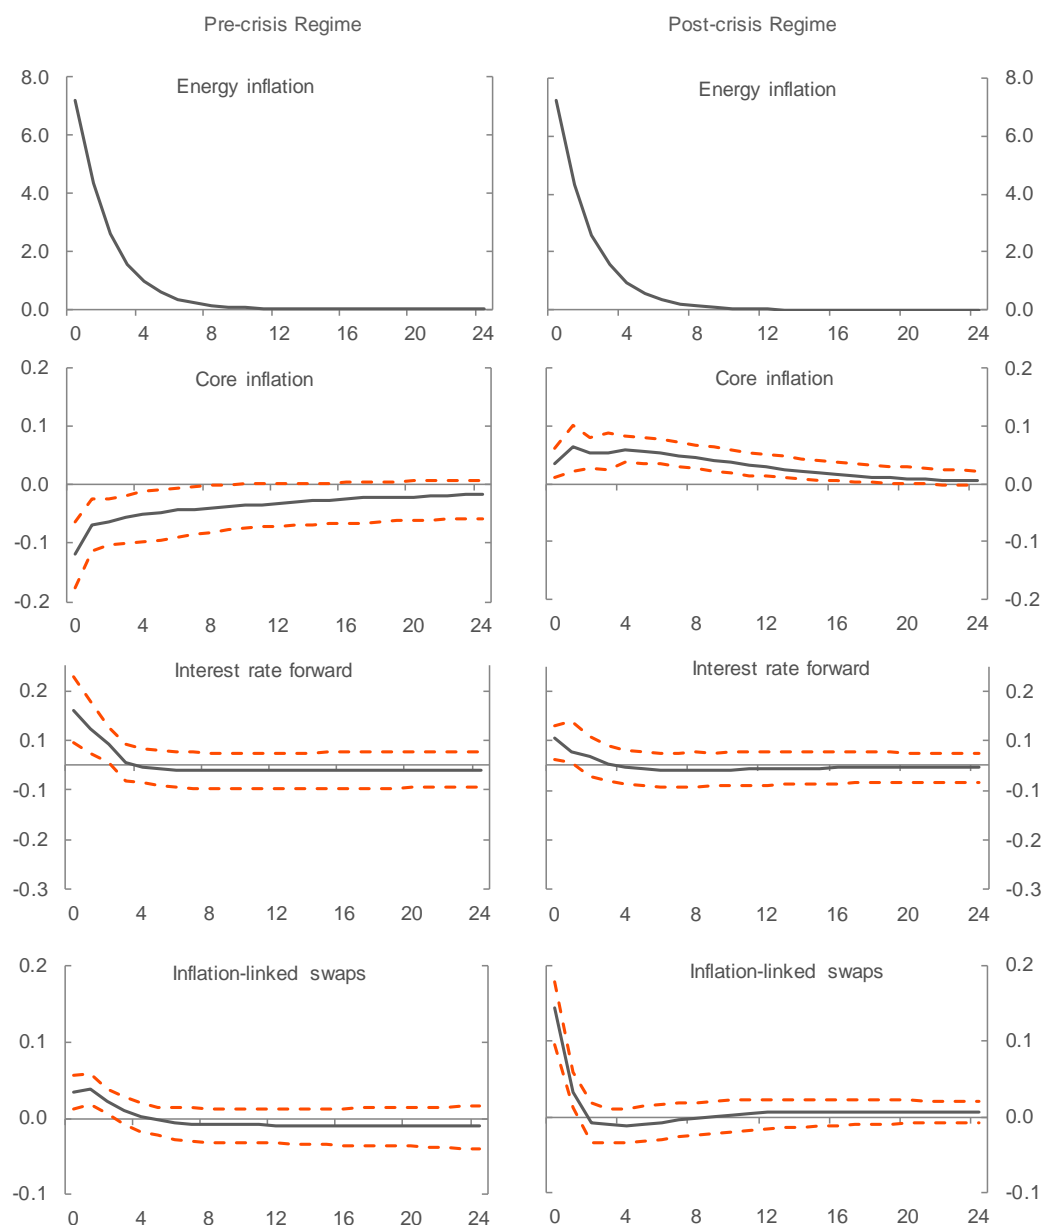 Pre-crisis Regime Post-crisis Regime
8.0 Energy inflation Energy inflation 8.0
6.0 6.0
4.0 4.0
2.0 2.0
0.0 0.0
0 4 8 12 16 20 24 0 4 8 12 16 20 24
0.2 Core inflation Core inflation 0.2
0.1 0.1
0.0 0.0
-0.1 -0.1
-0.2 -0.2
0 4 8 12 16 20 24 0 4 8 12 16 20 24
Interest rate forward Interest rate forward
0.2 0.2
0.1 0.1
-0.1 -0.1
-0.2 -0.2
-0.3 -0.3
0 4 8 12 16 20 24 0 4 8 12 16 20 24
0.2 Inflation-linked swaps Inflation-linked swaps 0.2
0.1 0.1
0.0 0.0
-0.1 -0.1
0 4 8 12 16 20 24 0 4 8 12 16 20 24